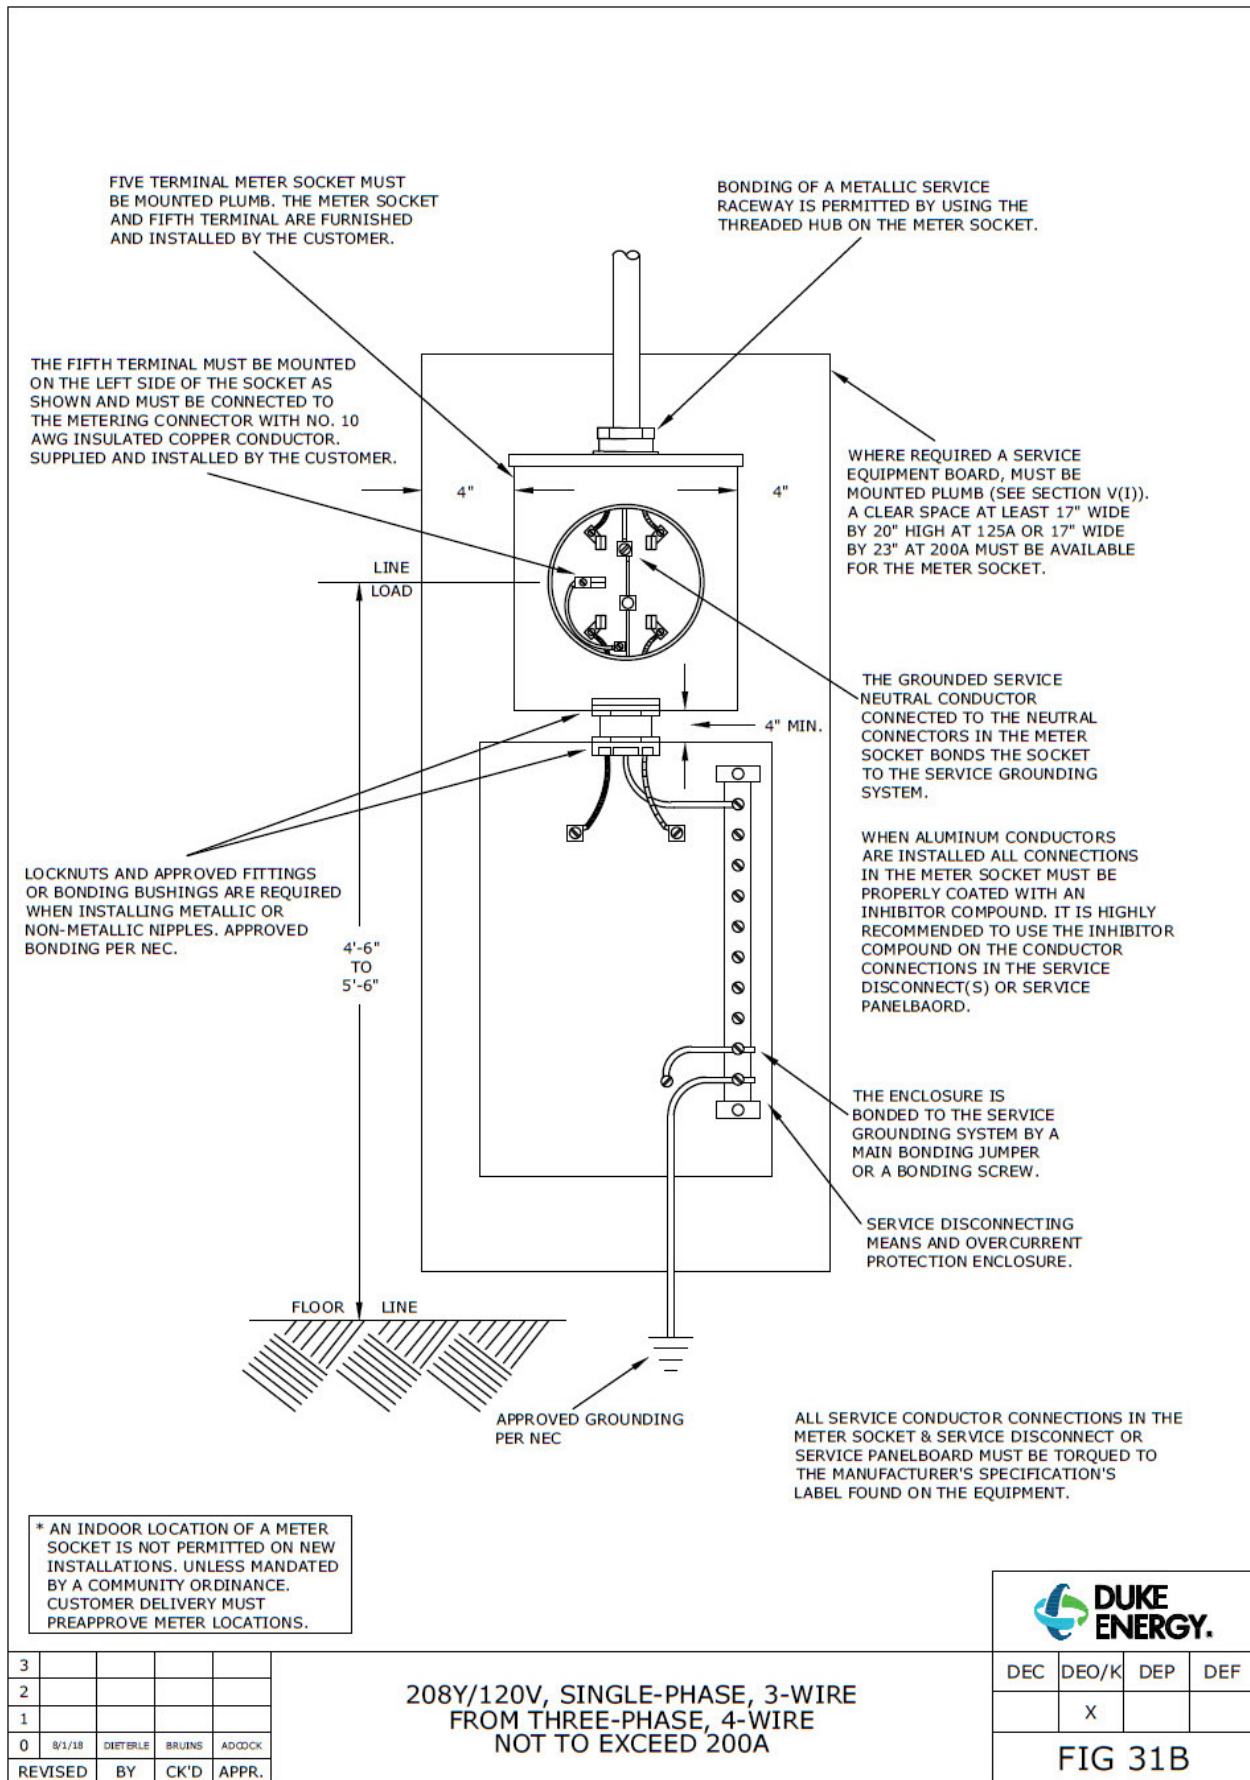 FIVE TERMINAL METER SOCKET MUST
BE MOUNTED PLUMB. THE METER SOCKET
AND FIFTH TERMINAL ARE FURNISHED
AND INSTALLED BY THE CUSTOMER.
BONDING OF A METALLIC SERVICE
RACEWAY IS PERMITTED BY USING THE
THREADED HUB ON THE METER SOCKET.
THE FIFTH TERMINAL MUST BE MOUNTED
ON THE LEFT SIDE OF THE SOCKET AS
SHOWN AND MUST BE CONNECTED TO
THE METERING CONNECTOR WITH NO. 10
AWG INSULATED COPPER CONDUCTOR.
SUPPLIED AND INSTALLED BY THE CUSTOMER.
4"
4"
WHERE REQUIRED A SERVICE
EQUIPMENT BOARD, MUST BE
MOUNTED PLUMB (SEE SECTION V(I)).
A CLEAR SPACE AT LEAST 17" WIDE
BY 20" HIGH AT 125A OR 17" WIDE
BY 23" AT 200A MUST BE AVAILABLE
FOR THE METER SOCKET.
LINE
LOAD
THE GROUNDED SERVICE
NEUTRAL CONDUCTOR
CONNECTED TO THE NEUTRAL
CONNECTORS IN THE METER
SOCKET BONDS THE SOCKET
TO THE SERVICE GROUNDING
SYSTEM.
4" MIN.
WHEN ALUMINUM CONDUCTORS
ARE INSTALLED ALL CONNECTIONS
IN THE METER SOCKET MUST BE
PROPERLY COATED WITH AN
INHIBITOR COMPOUND. IT IS HIGHLY
RECOMMENDED TO USE THE INHIBITOR
COMPOUND ON THE CONDUCTOR
CONNECTIONS IN THE SERVICE
DISCONNECT(S) OR SERVICE
PANELBAORD.
LOCKNUTS AND APPROVED FITTINGS
OR BONDING BUSHINGS ARE REQUIRED
WHEN INSTALLING METALLIC OR
NON-METALLIC NIPPLES. APPROVED
BONDING PER NEC.
4'-6"
TO
5'-6"
THE ENCLOSURE IS
BONDED TO THE SERVICE
GROUNDING SYSTEM BY A
MAIN BONDING JUMPER
OR A BONDING SCREW.
SERVICE DISCONNECTING
MEANS AND OVERCURRENT
PROTECTION ENCLOSURE.
FLOOR LINE
APPROVED GROUNDING
PER NEC
ALL SERVICE CONDUCTOR CONNECTIONS IN THE
METER SOCKET & SERVICE DISCONNECT OR
SERVICE PANELBOARD MUST BE TORQUED TO
THE MANUFACTURER'S SPECIFICATION'S
LABEL FOUND ON THE EQUIPMENT.
* AN INDOOR LOCATION OF A METER
SOCKET IS NOT PERMITTED ON NEW
INSTALLATIONS. UNLESS MANDATED
BY A COMMUNITY ORDINANCE.
CUSTOMER DELIVERY MUST
PREAPPROVE METER LOCATIONS.
3
2
1
0 8/1/18 DIETERLE BRUINS ADCOCK
REVISED BY CK'D APPR.
208Y/120V, SINGLE-PHASE, 3-WIRE
FROM THREE-PHASE, 4-WIRE
NOT TO EXCEED 200A
DUKE
ENERGY.
DEC DEO/K DEP DEF
X
FIG 31B